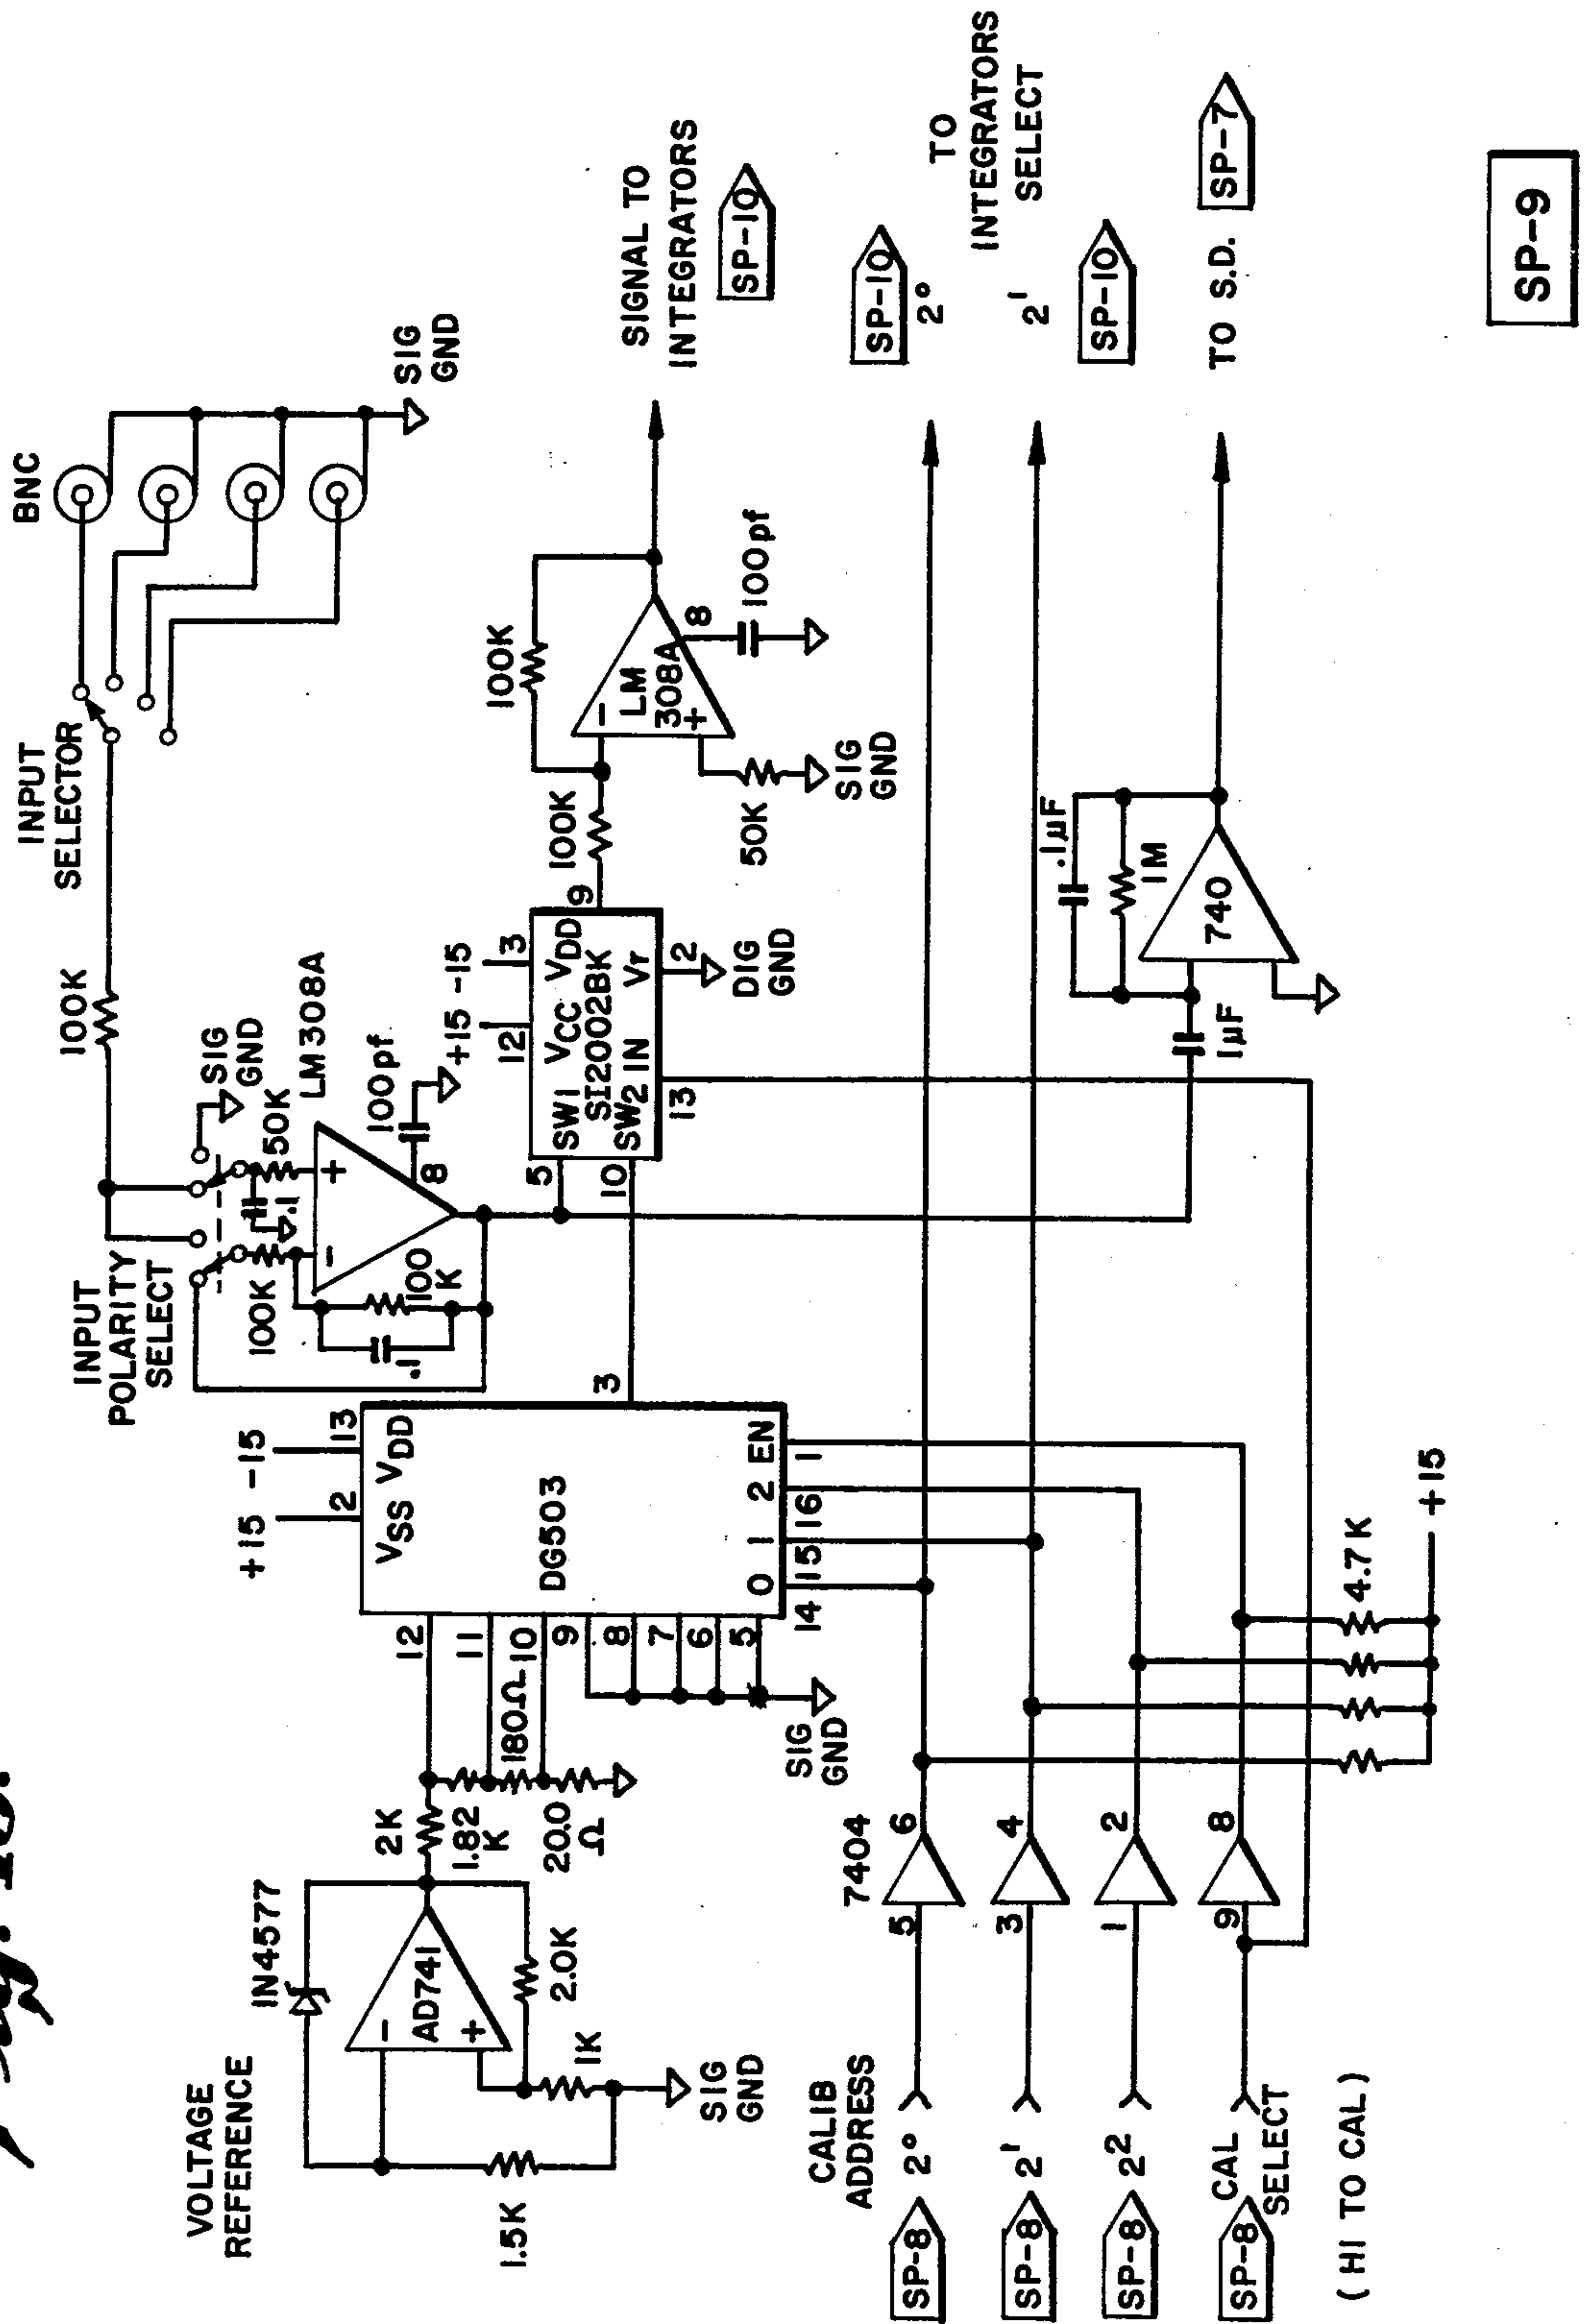 VOLTAGE
REFERENCE
IN4577
AD741
-
+
1.5K
1K
2.0K
SIG
GND
2K
1.82
K
180Ω
20.0
Ω
+15 -15
2
13
VSS VDD
DG503
12
11
10
9
8
7
6
5
3
0 1 2 EN
14
15
16
1
SIG
GND
INPUT
POLARITY
SELECT
100K
50K
SIG
GND
LM308A
-
+
.1
.1
100
K
8
100pf
INPUT
SELECTOR
100K
BNC
SIG
GND
+15 -15
12
3
VCC VDD
SW1
SI2002BK
SW2 IN Vr
5
10
9
13
2
DIG
GND
100K
100K
-
LM
308A
+
8
100pf
50K
SIG
GND
SIGNAL TO
INTEGRATORS
SP-10
SP-10
2⁰
TO
INTEGRATORS
SELECT
2¹
SP-10
.1µF
1M
740
1µF
TO S.D.
SP-7
CALIB
ADDRESS
7404
SP-8 2⁰ 5 6
SP-8 2¹ 3 4
SP-8 2² 1 2
SP-8 CAL
SELECT 9 8
(HI TO CAL)
4.7K
+15
SP-9